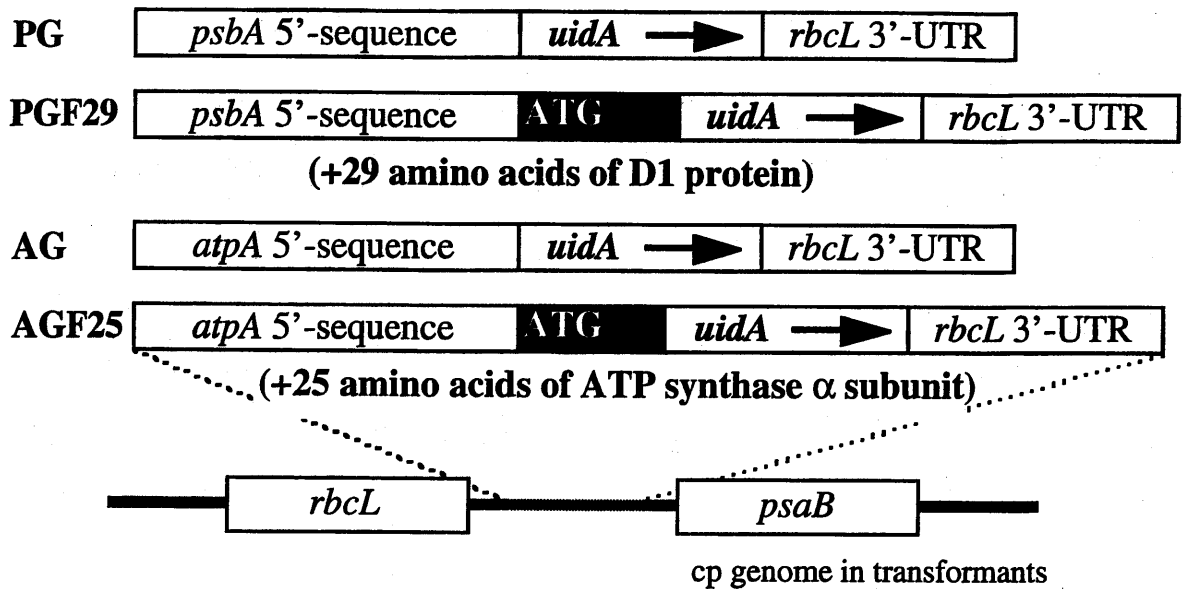 PG psbA 5’-sequence uidA rbcL 3’-UTR
PGF29 psbA 5’-sequence ATG uidA rbcL 3’-UTR
(+29 amino acids of D1 protein)
AG atpA 5’-sequence uidA rbcL 3’-UTR
AGF25 atpA 5’-sequence ATG uidA rbcL 3’-UTR
(+25 amino acids of ATP synthase α subunit)
rbcL psaB
cp genome in transformants